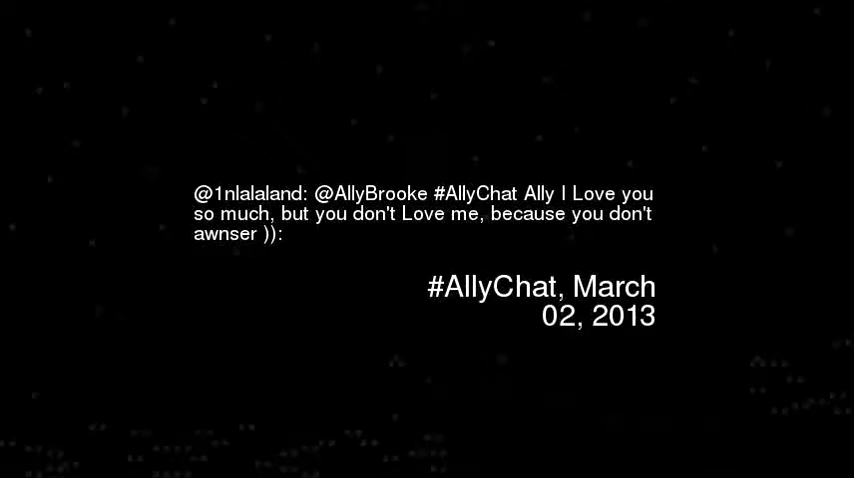 @1nlalaland: @AllyBrooke #AllyChat Ally I Love you
so much, but you don't Love me, because you don't
awnser )):
#AllyChat, March
02, 2013